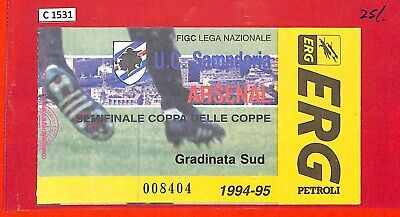 C 1531
25/.
FIGC LEGA NAZIONALE
U.C. Sampdoria
ARSENAL
SEMIFINALE COPPA DELLE COPPE
Gradinata Sud
008404
1994-95
ERG
ERG
PETROLI